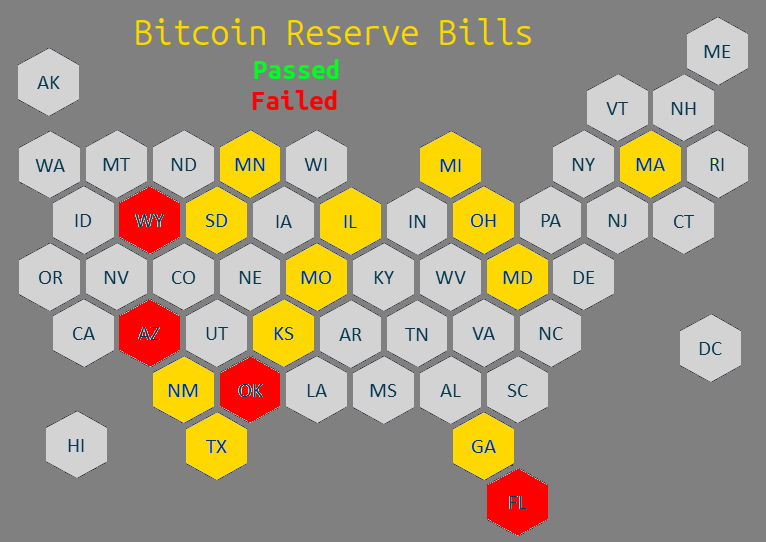 Bitcoin Reserve Bills
Passed
Failed
ME
AK
VT NH
WA MT ND MN WI MI NY MA RI
ID WY SD IA IL IN OH PA NJ CT
OR NV CO NE MO KY WV MD DE
CA AZ UT KS AR TN VA NC DC
NM OK LA MS AL SC
HI TX GA
FL